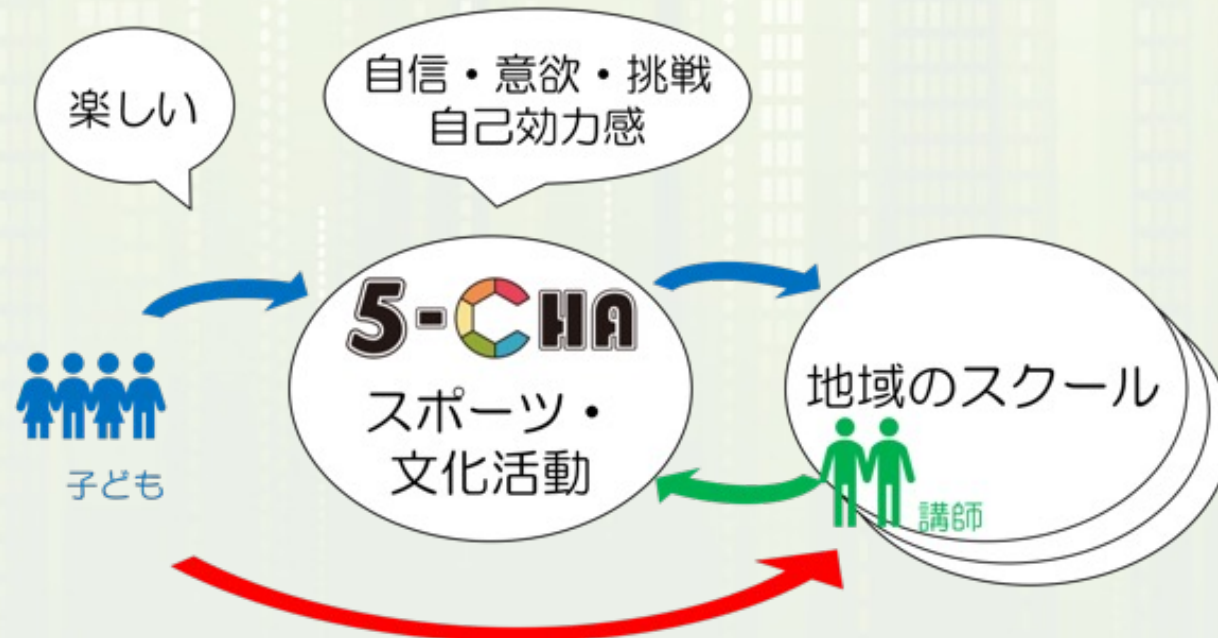 楽しい
自信・意欲・挑戦
自己効力感
5-CHA
スポーツ・
文化活動
地域のスクール
子ども
講師